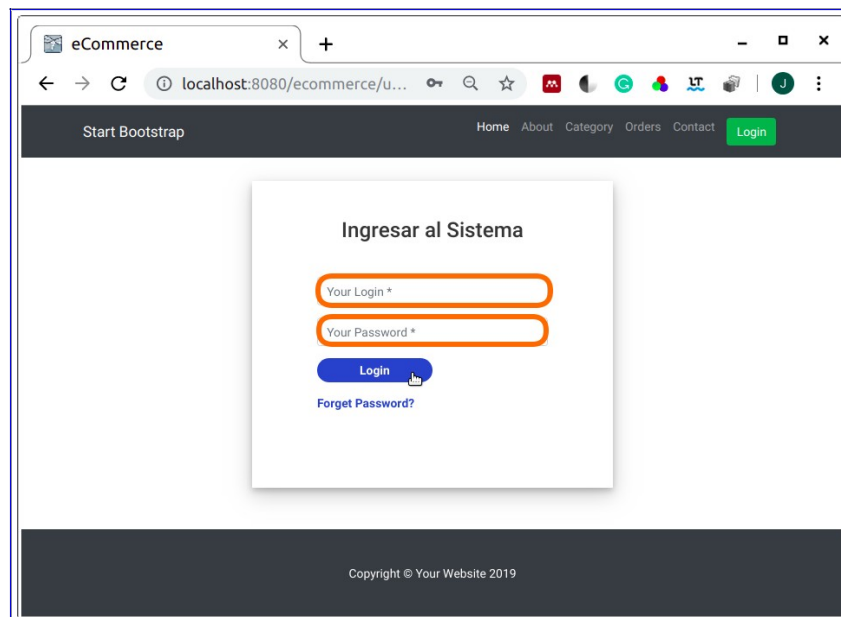 eCommerce
localhost:8080/ecommerce/u...
J
Start Bootstrap
Home About Category Orders Contact Login
Ingresar al Sistema
Your Login *
Your Password *
Login
Forget Password?
Copyright © Your Website 2019